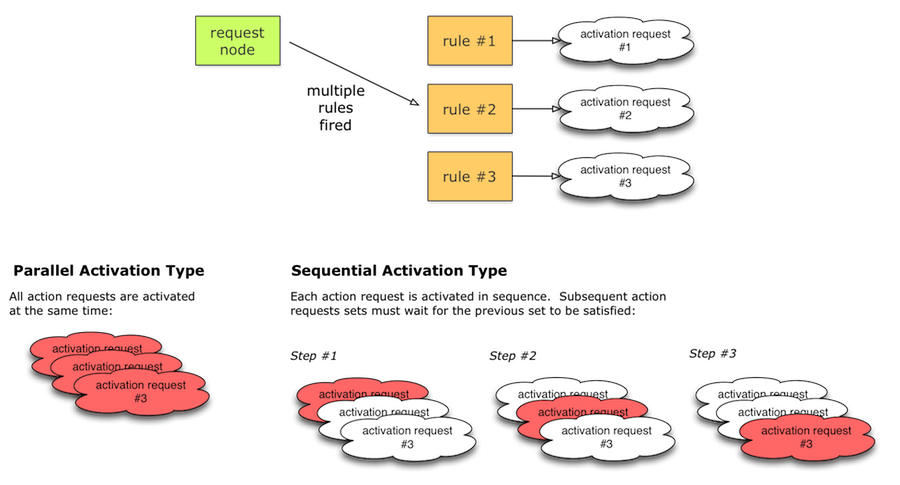 request
node
multiple
rules
fired
rule #1
activation request
#1
rule #2
activation request
#2
rule #3
activation request
#3
Parallel Activation Type
All action requests are activated
at the same time:
activation request
activation request
activation request
#3
Sequential Activation Type
Each action request is activated in sequence.  Subsequent action
requests sets must wait for the previous set to be satisfied:
Step #1
activation request
activation request
activation request
#3
Step #2
activation request
activation request
activation request
#3
Step #3
activation request
activation request
activation request
#3